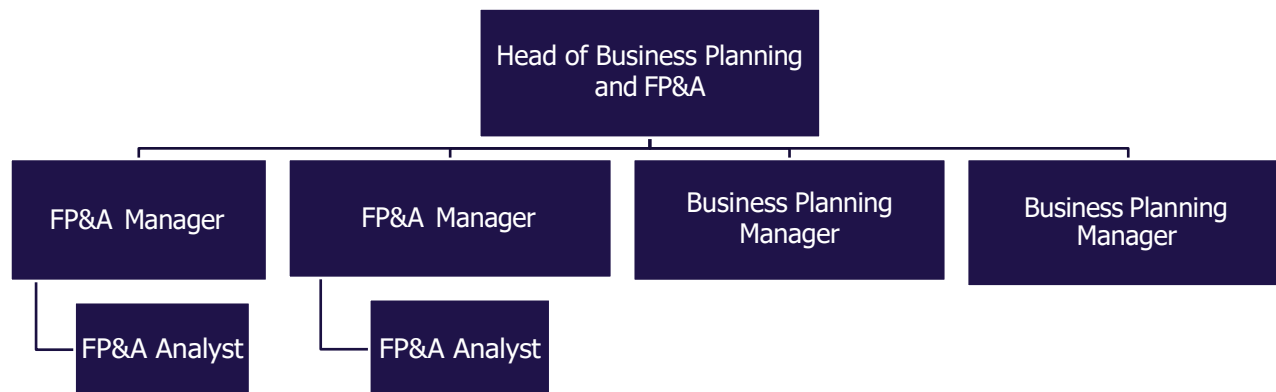 Head of Business Planning
and FP&A
FP&A Manager
FP&A Manager
Business Planning
Manager
Business Planning
Manager
FP&A Analyst
FP&A Analyst